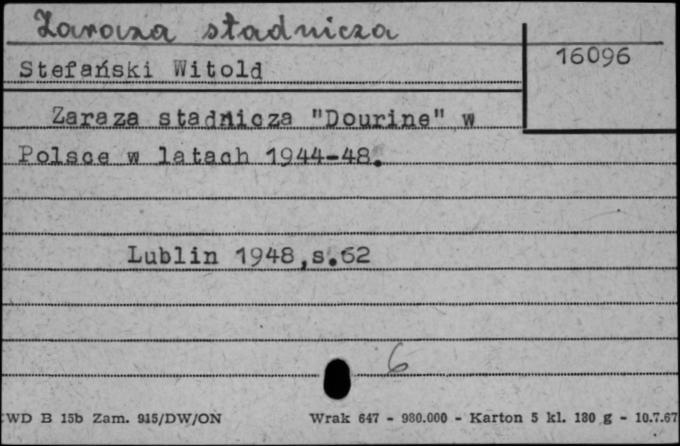 Zaraza stadnicza
16096
Stefański Witold
Zaraza stadnicza "Dourine" w
Polsce w latach 1944-48.
Lublin 1948,s.62
6
WD B 15b Zam. 915/DW/ON Wrak 647 - 980.000 - Karton 5 kl. 180 g - 10.7.67